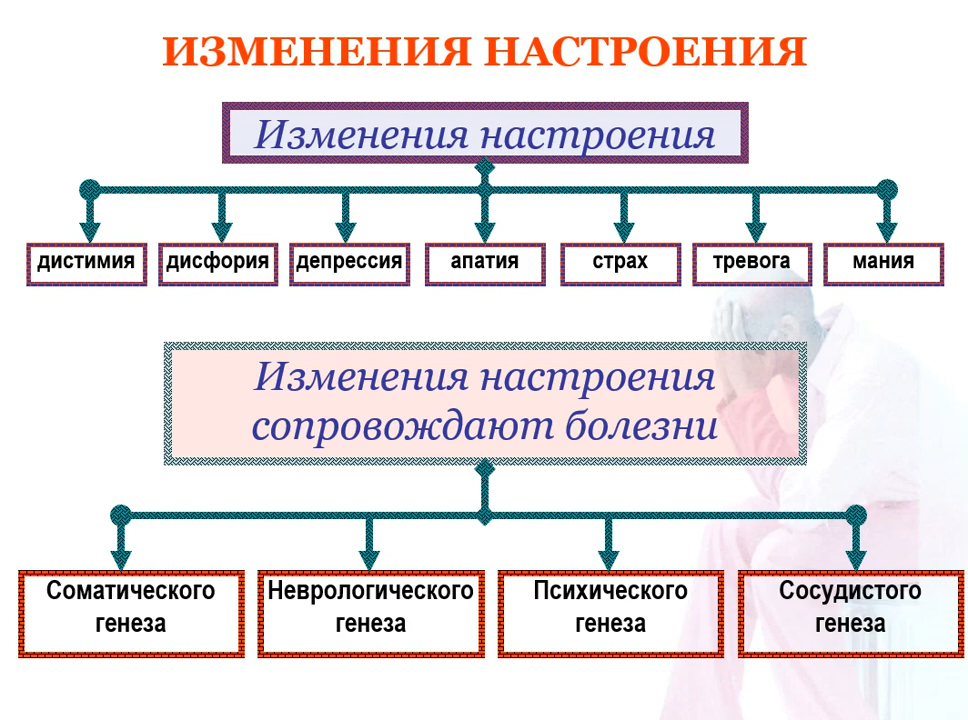 ИЗМЕНЕНИЯ НАСТРОЕНИЯ
Изменения настроения
дистимия дисфория депрессия апатия страх тревога мания
Изменения настроения
сопровождают болезни
Соматического
генеза
Неврологического
генеза
Психического
генеза
Сосудистого
генеза